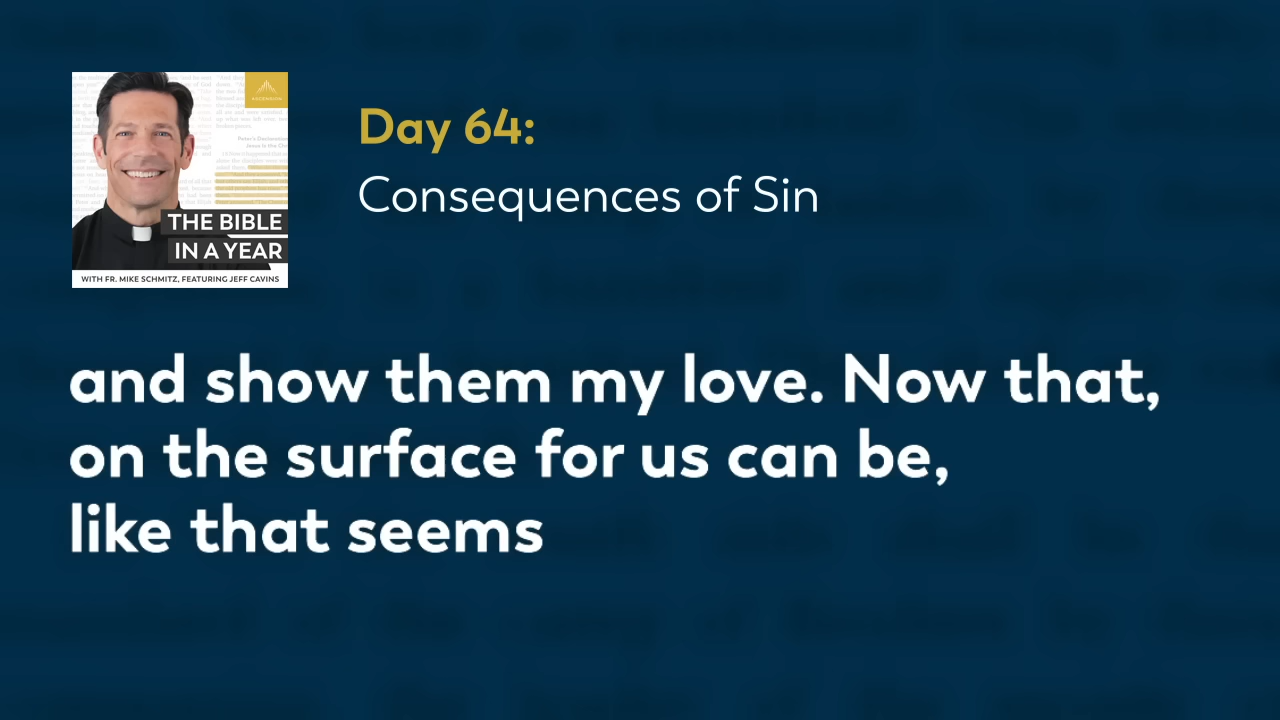 ASCENSION
THE BIBLE
IN A YEAR
WITH FR. MIKE SCHMITZ, FEATURING JEFF CAVINS
Day 64:
Consequences of Sin
and show them my love. Now that,
on the surface for us can be,
like that seems